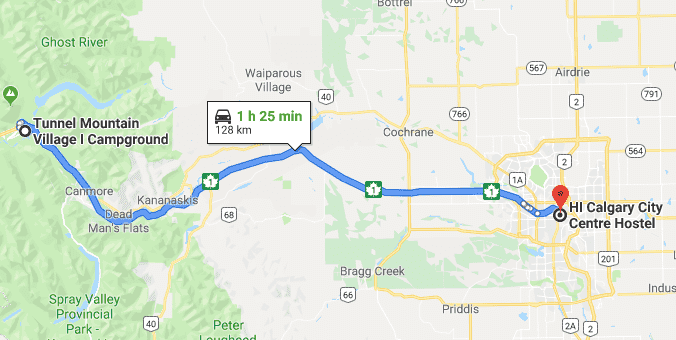 Bottrel
Ghost River
567
Airdrie
Waiparous
Village
40
766
2
791
1 h 25 min
128 km
Tunnel Mountain
Village I Campground
Cochrane
766
564
1
2
1A
Canmore
Kananaskis
1
1
1
HI Calgary City
Centre Hostel
Dead
Man's Flats
68
201
Bragg Creek
Spray Valley
Provincial
Park -
66
Priddis
Indus
40
Peter
Lougheed
2A
2